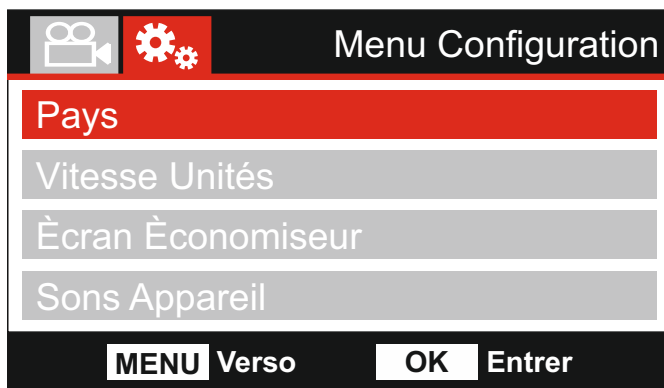 Menu Configuration
Pays
Vitesse Unités
Ècran Èconomiseur
Sons Appareil
MENU Verso OK Entrer